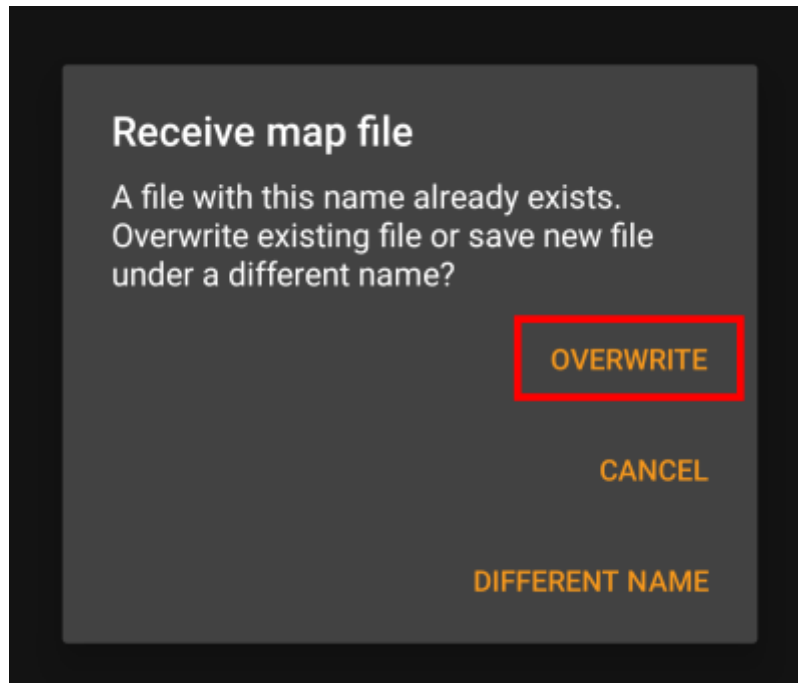 Receive map file
A file with this name already exists.
Overwrite existing file or save new file
under a different name?
OVERWRITE
CANCEL
DIFFERENT NAME